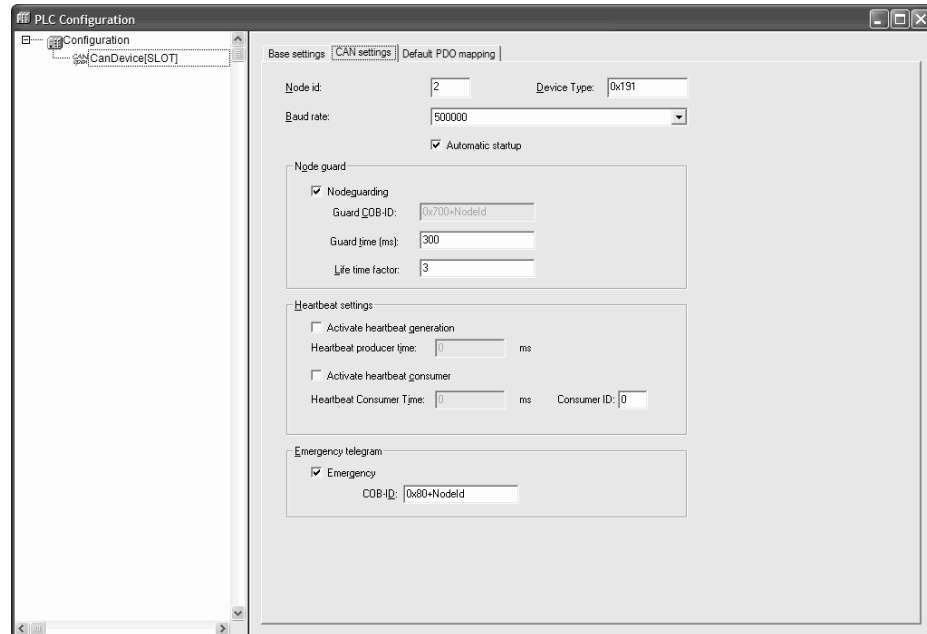 PLC Configuration
Configuration
CanDevice[SLOT]
Base settings CAN settings Default PDO mapping
Node id: 2 Device Type: 0x191
Baud rate: 500000
Automatic startup
Node guard
Nodeguarding
Guard COB-ID: 0x700+NodeId
Guard time (ms): 300
Life time factor: 3
Heartbeat settings
Activate heartbeat generation
Heartbeat producer time: 0 ms
Activate heartbeat consumer
Heartbeat Consumer Time: 0 ms Consumer ID: 0
Emergency telegram
Emergency
COB-ID: 0x80+NodeId